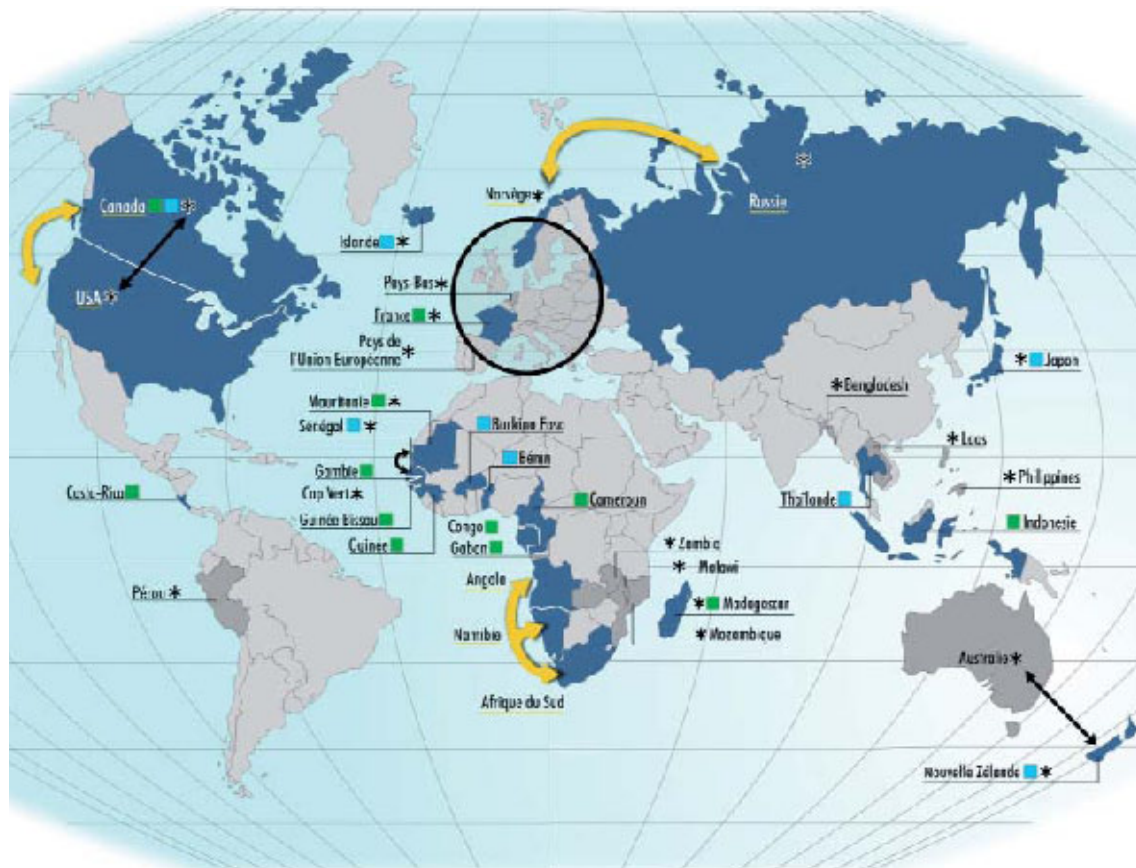 Norvège*
Canada
Russie
Islande *
USA*
Pays-Bas*
France *
Pays de
l'Union Européenne *
* Japon
* Bengladesh
Mauritanie *
Sénégal *
Burkina Faso
* Laos
Bénin
Gambie
* Philippines
Costa-Rica
Cap Vert*
Cameroun
Thaïlande
Guinée Bissau
Congo
Indonesie
Guinée
Gabon
* Zambie
* Malawi
Angola
Pérou *
* Madagascar
Namibie
* Mozambique
Australie*
Afrique du Sud
Nouvelle Zélande *